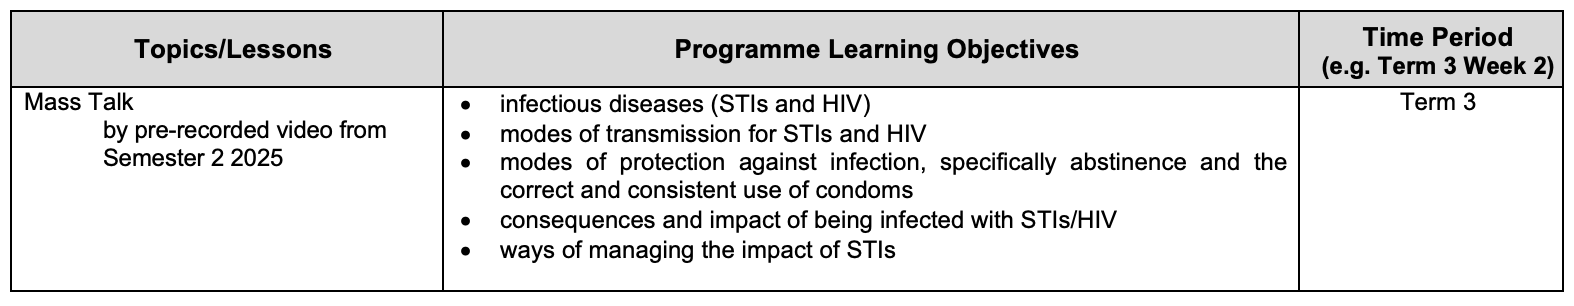 Topics/Lessons
Programme Learning Objectives
Time Period
(e.g. Term 3 Week 2)
Mass Talk
by pre-recorded video from
Semester 2 2025
• infectious diseases (STIs and HIV)
• modes of transmission for STIs and HIV
• modes of protection against infection, specifically abstinence and the
correct and consistent use of condoms
• consequences and impact of being infected with STIs/HIV
• ways of managing the impact of STIs
Term 3